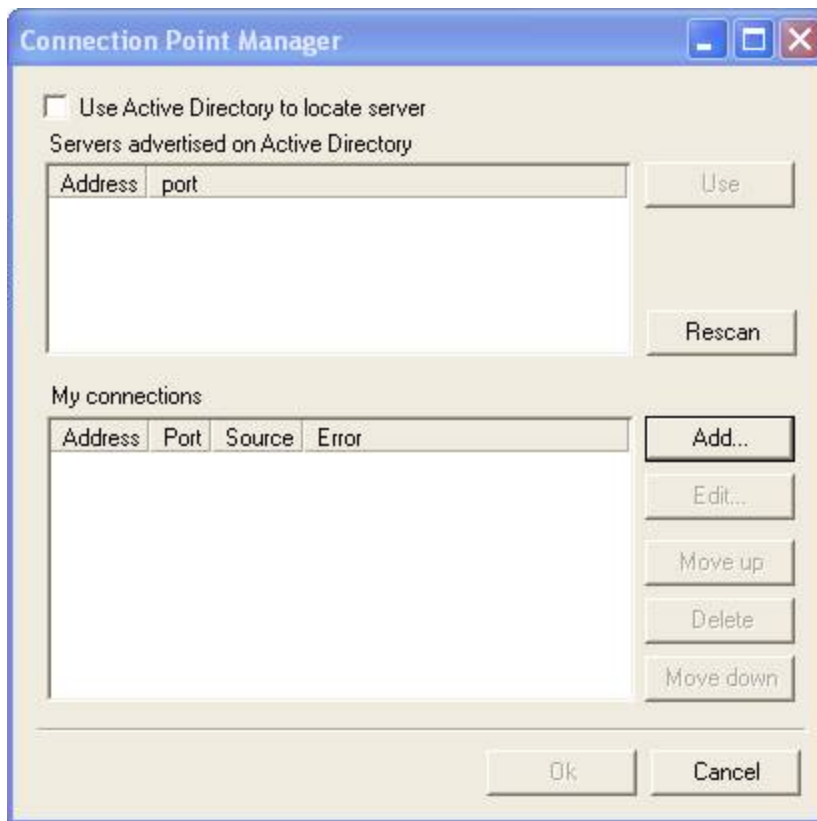 Connection Point Manager
Use Active Directory to locate server
Servers advertised on Active Directory
Address port
Use
Rescan
My connections
Address Port Source Error
Add...
Edit...
Move up
Delete
Move down
Ok Cancel